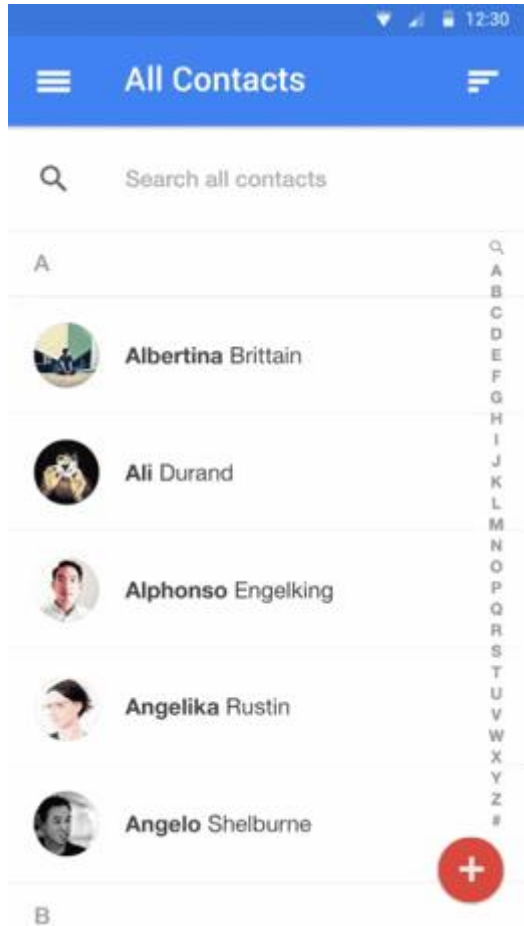 12:30
All Contacts
Search all contacts
A
Albertina Brittain
Ali Durand
Alphonso Engelking
Angelika Rustin
Angelo Shelburne
B
A
B
C
D
E
F
G
H
I
J
K
L
M
N
O
P
Q
R
S
T
U
V
W
X
Y
Z
#
+